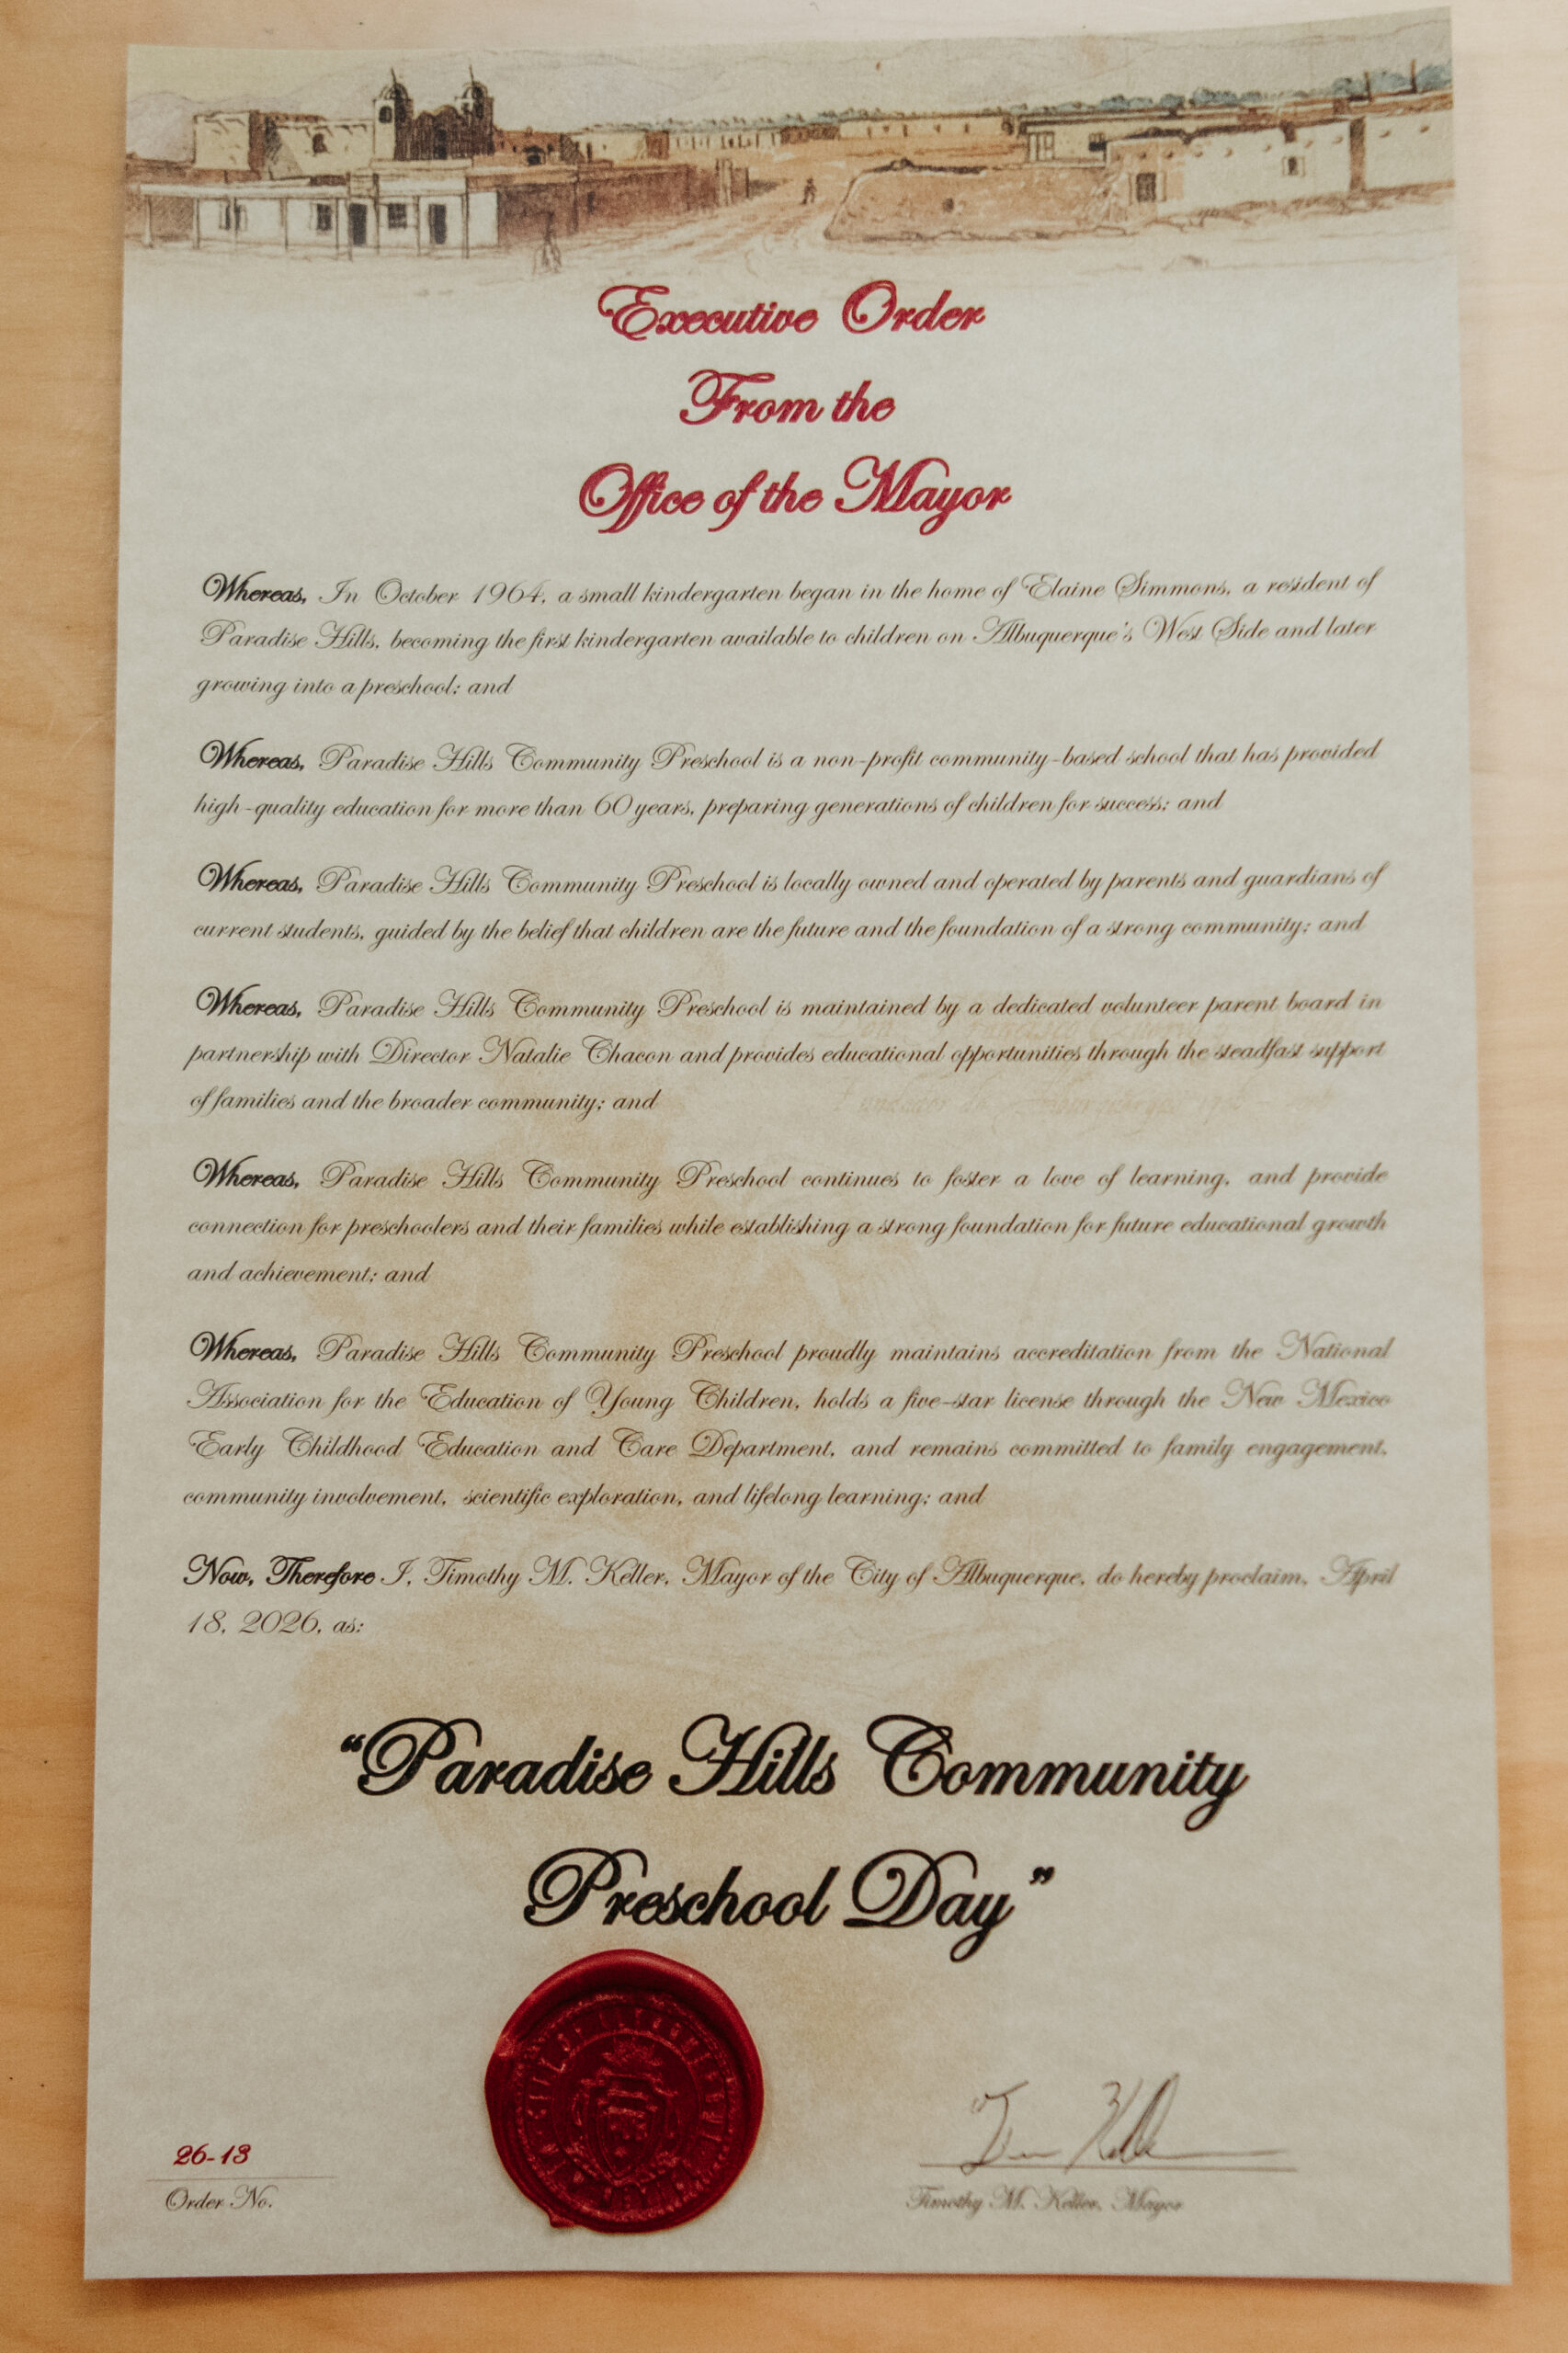 Executive Order
From the
Office of the Mayor
Whereas, In October 1964, a small kindergarten began in the home of Elaine Simmons, a resident of
Paradise Hills, becoming the first kindergarten available to children on Albuquerque's West Side and later
growing into a preschool; and
Whereas, Paradise Hills Community Preschool is a non-profit community-based school that has provided
high-quality education for more than 60 years, preparing generations of children for success; and
Whereas, Paradise Hills Community Preschool is locally owned and operated by parents and guardians of
current students, guided by the belief that children are the future and the foundation of a strong community; and
Whereas, Paradise Hills Community Preschool is maintained by a dedicated volunteer parent board in
partnership with Director Natalie Chacon and provides educational opportunities through the steadfast support
of families and the broader community; and
Whereas, Paradise Hills Community Preschool continues to foster a love of learning, and provide
connection for preschoolers and their families while establishing a strong foundation for future educational growth
and achievement; and
Whereas, Paradise Hills Community Preschool proudly maintains accreditation from the National
Association for the Education of Young Children, holds a five-star license through the New Mexico
Early Childhood Education and Care Department, and remains committed to family engagement,
community involvement, scientific exploration, and lifelong learning; and
Now, Therefore I, Timothy M. Keller, Mayor of the City of Albuquerque, do hereby proclaim, April
18, 2026, as:
"Paradise Hills Community
Preschool Day"
26-13
Order No.
Timothy M. Keller, Mayor